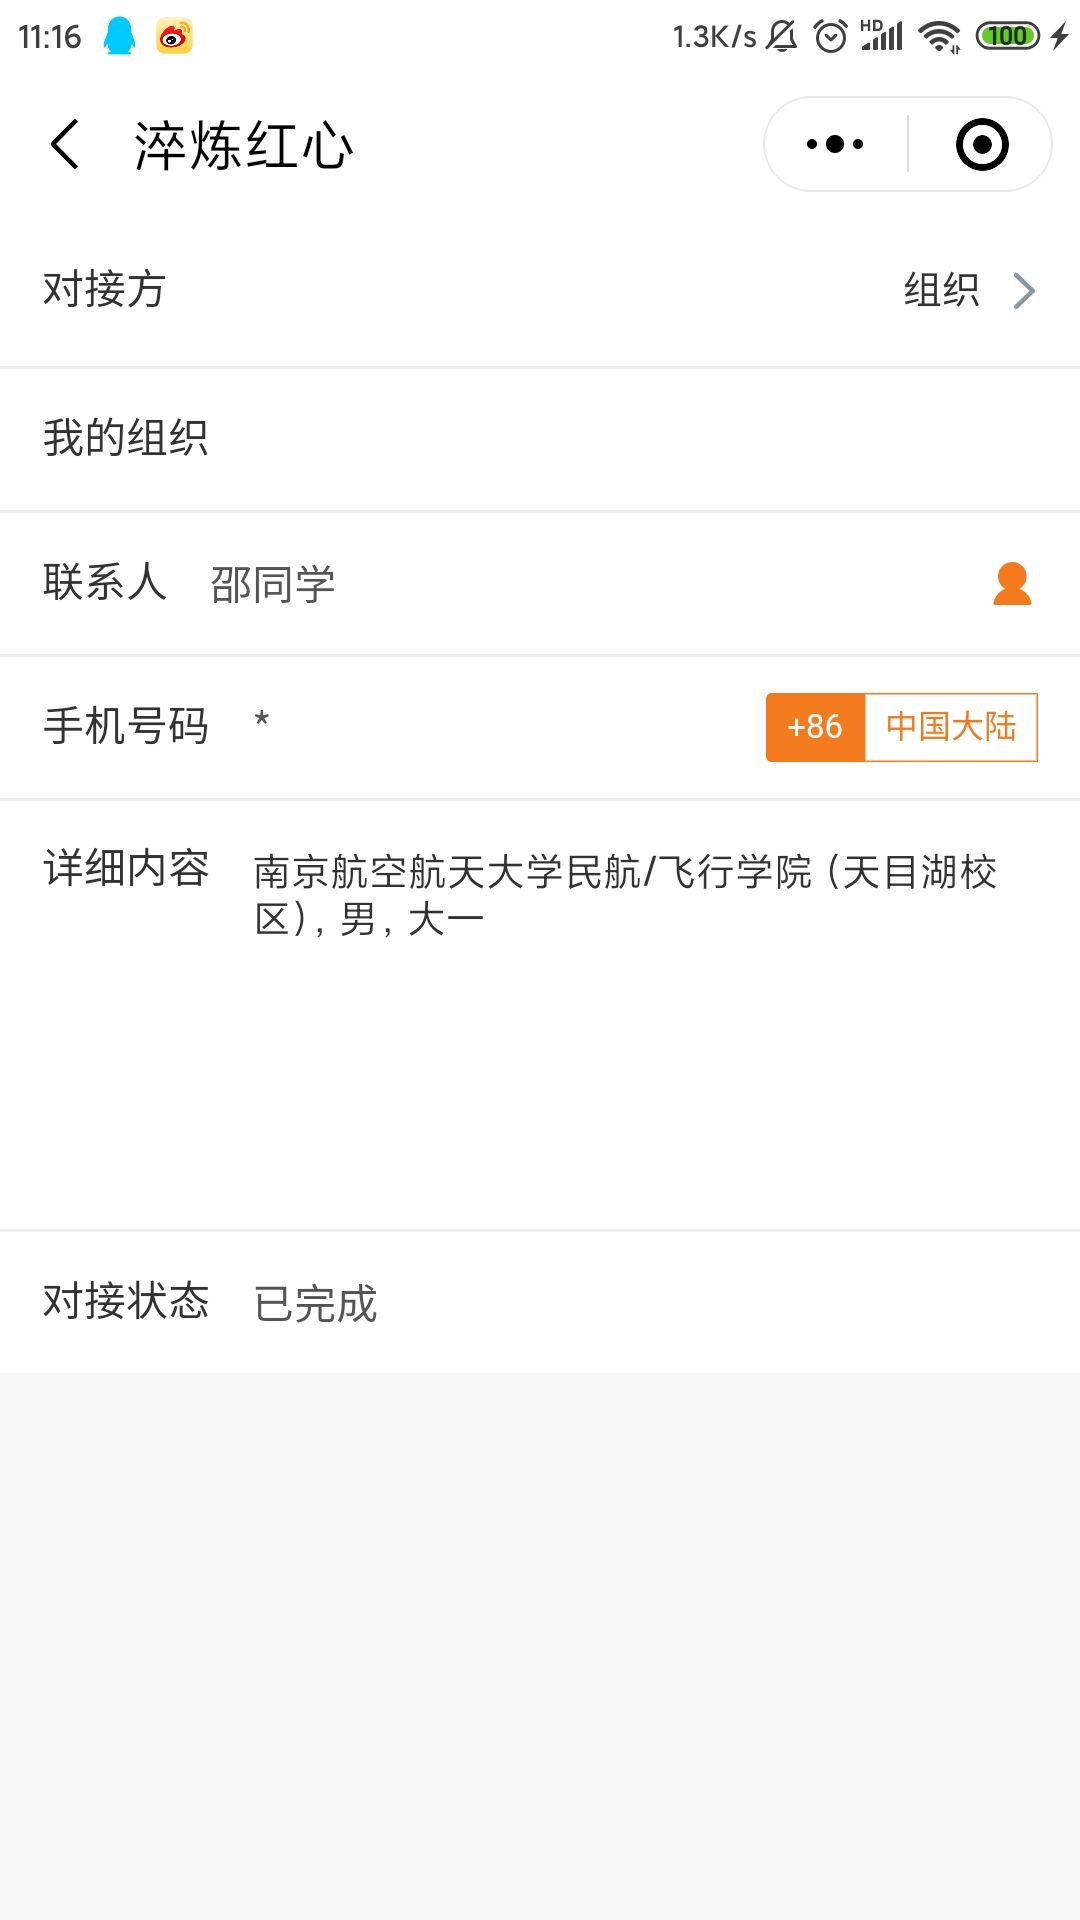 11:16 1.3K/s HD 100
淬炼红心
对接方 组织
我的组织
联系人 邵同学
手机号码 * +86 中国大陆
详细内容 南京航空航天大学民航/飞行学院（天目湖校
区），男，大一
对接状态 已完成